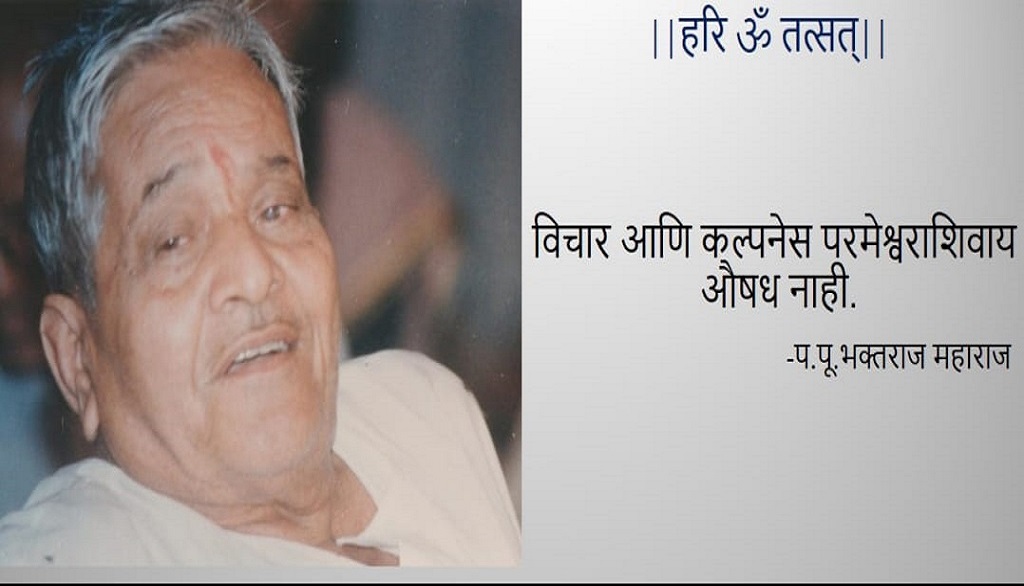 ||हरि ॐ तत्सत्||
विचार आणि कल्पनेस परमेश्वराशिवाय
औषध नाही.
-प.पू.भक्तराज महाराज